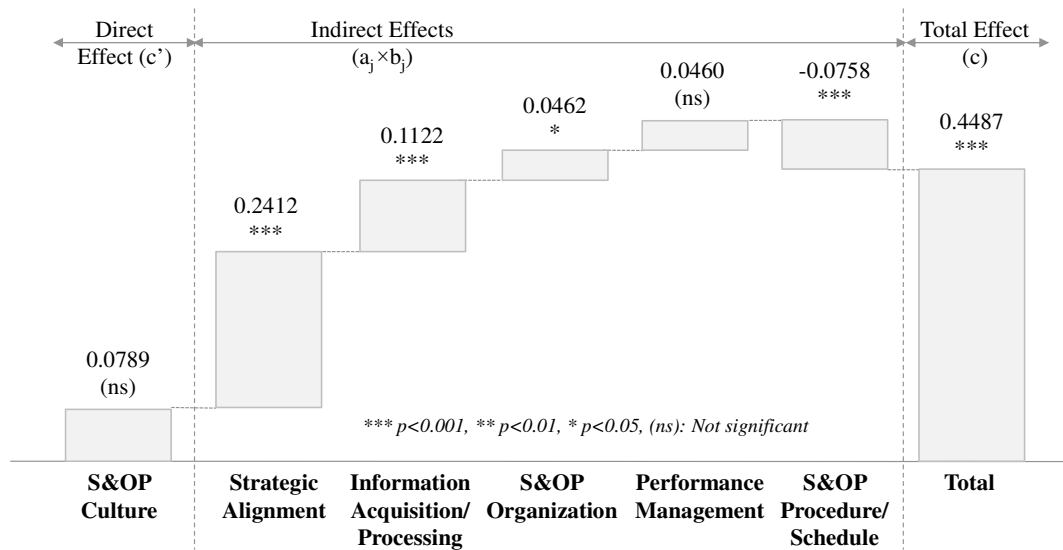 Direct
Effect (c’)
Indirect Effects
(aj×bj)
Total Effect
(c)
0.0789
(ns)
0.2412
***
0.1122
***
0.0462
*
0.0460
(ns)
-0.0758
***
0.4487
***
*** p<0.001, ** p<0.01, * p<0.05, (ns): Not significant
S&OP
Culture
Strategic
Alignment
Information
Acquisition/
Processing
S&OP
Organization
Performance
Management
S&OP
Procedure/
Schedule
Total